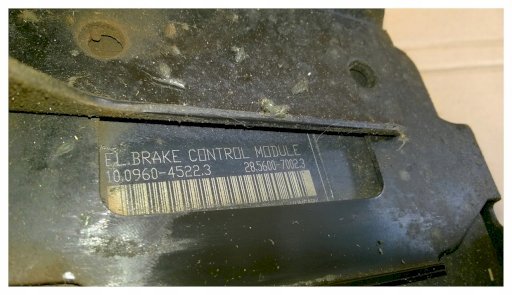 EL.BRAKE CONTROL MODULE
10.0960-4522.3 28.5600-7002.3